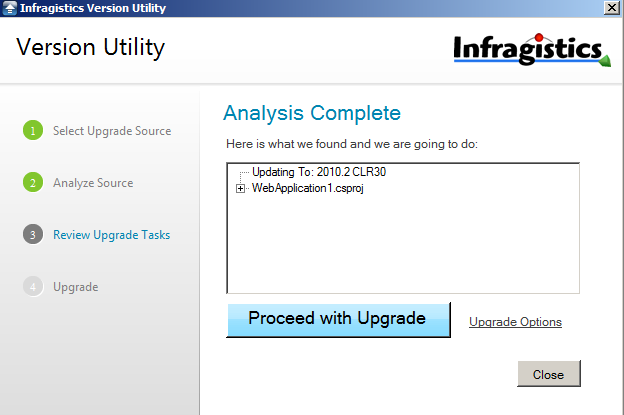 Infragistics Version Utility
Version Utility
Infragistics
1 Select Upgrade Source
2 Analyze Source
3 Review Upgrade Tasks
4 Upgrade
Analysis Complete
Here is what we found and we are going to do:
Updating To: 2010.2 CLR30
WebApplication1.csproj
Proceed with Upgrade
Upgrade Options
Close